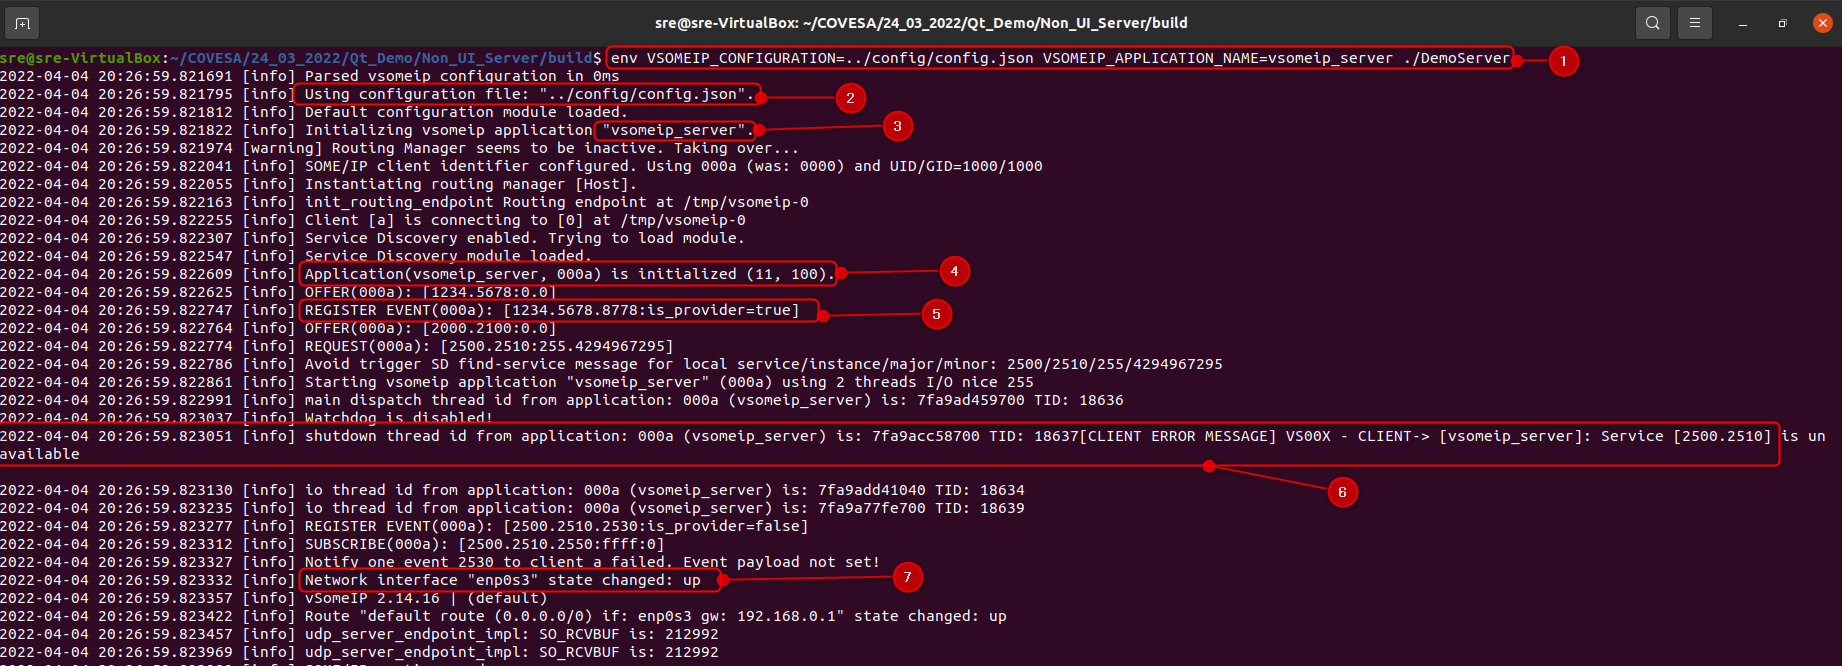 sre@sre-VirtualBox: ~/COVESA/24_03_2022/Qt_Demo/Non_UI_Server/build
sre@sre-VirtualBox:~/COVESA/24_03_2022/Qt_Demo/Non_UI_Server/build$ env VSOMEIP_CONFIGURATION=../config/config.json VSOMEIP_APPLICATION_NAME=vsomeip_server ./DemoServer 1
2022-04-04 20:26:59.821691 [info] Parsed vsomeip configuration in 0ms
2022-04-04 20:26:59.821795 [info] Using configuration file: "../config/config.json". 2
2022-04-04 20:26:59.821812 [info] Default configuration module loaded.
2022-04-04 20:26:59.821822 [info] Initializing vsomeip application "vsomeip_server". 3
2022-04-04 20:26:59.821974 [warning] Routing Manager seems to be inactive. Taking over...
2022-04-04 20:26:59.822041 [info] SOME/IP client identifier configured. Using 000a (was: 0000) and UID/GID=1000/1000
2022-04-04 20:26:59.822055 [info] Instantiating routing manager [Host].
2022-04-04 20:26:59.822163 [info] init_routing_endpoint Routing endpoint at /tmp/vsomeip-0
2022-04-04 20:26:59.822255 [info] Client [a] is connecting to [0] at /tmp/vsomeip-0
2022-04-04 20:26:59.822307 [info] Service Discovery enabled. Trying to load module.
2022-04-04 20:26:59.822547 [info] Service Discovery module loaded.
2022-04-04 20:26:59.822609 [info] Application(vsomeip_server, 000a) is initialized (11, 100). 4
2022-04-04 20:26:59.822625 [info] OFFER(000a): [1234.5678:0.0]
2022-04-04 20:26:59.822747 [info] REGISTER EVENT(000a): [1234.5678.8778:is_provider=true] 5
2022-04-04 20:26:59.822764 [info] OFFER(000a): [2000.2100:0.0]
2022-04-04 20:26:59.822774 [info] REQUEST(000a): [2500.2510:255.4294967295]
2022-04-04 20:26:59.822786 [info] Avoid trigger SD find-service message for local service/instance/major/minor: 2500/2510/255/4294967295
2022-04-04 20:26:59.822861 [info] Starting vsomeip application "vsomeip_server" (000a) using 2 threads I/O nice 255
2022-04-04 20:26:59.822991 [info] main dispatch thread id from application: 000a (vsomeip_server) is: 7fa9ad459700 TID: 18636
2022-04-04 20:26:59.823037 [info] Watchdog is disabled!
2022-04-04 20:26:59.823051 [info] shutdown thread id from application: 000a (vsomeip_server) is: 7fa9acc58700 TID: 18637[CLIENT ERROR MESSAGE] VS00X - CLIENT-> [vsomeip_server]: Service [2500.2510] is un
available
6
2022-04-04 20:26:59.823130 [info] io thread id from application: 000a (vsomeip_server) is: 7fa9add41040 TID: 18634
2022-04-04 20:26:59.823235 [info] io thread id from application: 000a (vsomeip_server) is: 7fa9a77fe700 TID: 18639
2022-04-04 20:26:59.823277 [info] REGISTER EVENT(000a): [2500.2510.2530:is_provider=false]
2022-04-04 20:26:59.823312 [info] SUBSCRIBE(000a): [2500.2510.2550:ffff:0]
2022-04-04 20:26:59.823327 [info] Notify one event 2530 to client a failed. Event payload not set!
2022-04-04 20:26:59.823332 [info] Network interface "enp0s3" state changed: up 7
2022-04-04 20:26:59.823357 [info] vSomeIP 2.14.16 | (default)
2022-04-04 20:26:59.823422 [info] Route "default route (0.0.0.0/0) if: enp0s3 gw: 192.168.0.1" state changed: up
2022-04-04 20:26:59.823457 [info] udp_server_endpoint_impl: SO_RCVBUF is: 212992
2022-04-04 20:26:59.823969 [info] udp_server_endpoint_impl: SO_RCVBUF is: 212992